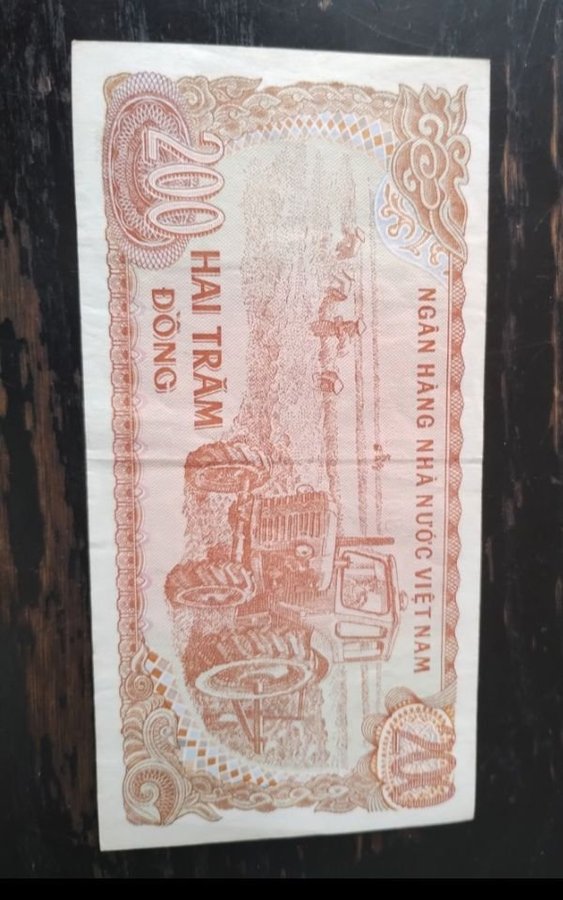 NGÂN HÀNG NHÀ NƯỚC VIỆT NAM
200
HAI TRĂM
ĐỒNG
200